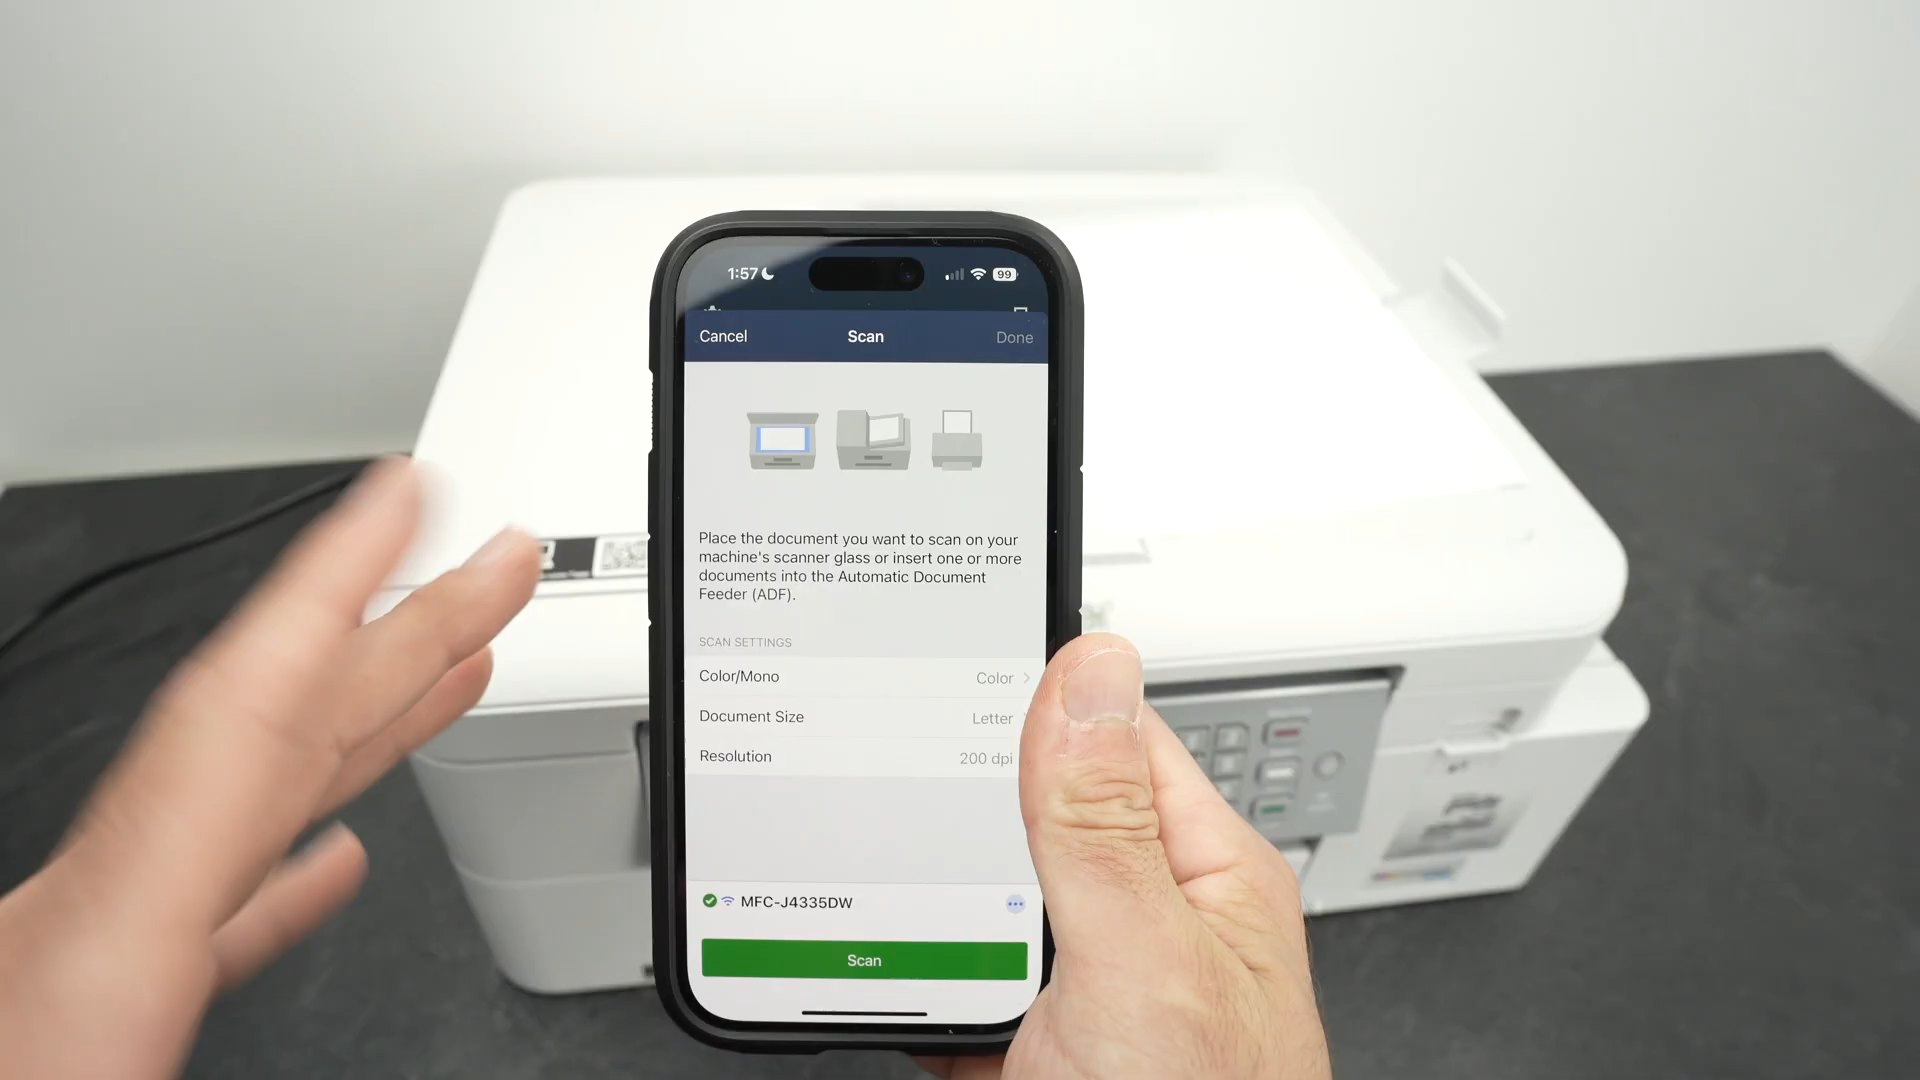 1:57
99
Cancel
Scan
Done
Place the document you want to scan on your
machine's scanner glass or insert one or more
documents into the Automatic Document
Feeder (ADF).
SCAN SETTINGS
Color/Mono
Color
Document Size
Letter
Resolution
200 dpi
MFC-J4335DW
Scan